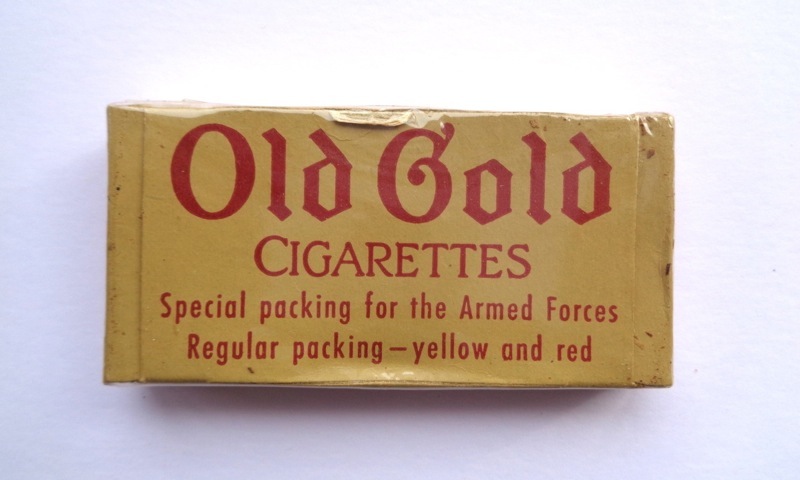 Old Gold
CIGARETTES
Special packing for the Armed Forces
Regular packing—yellow and red